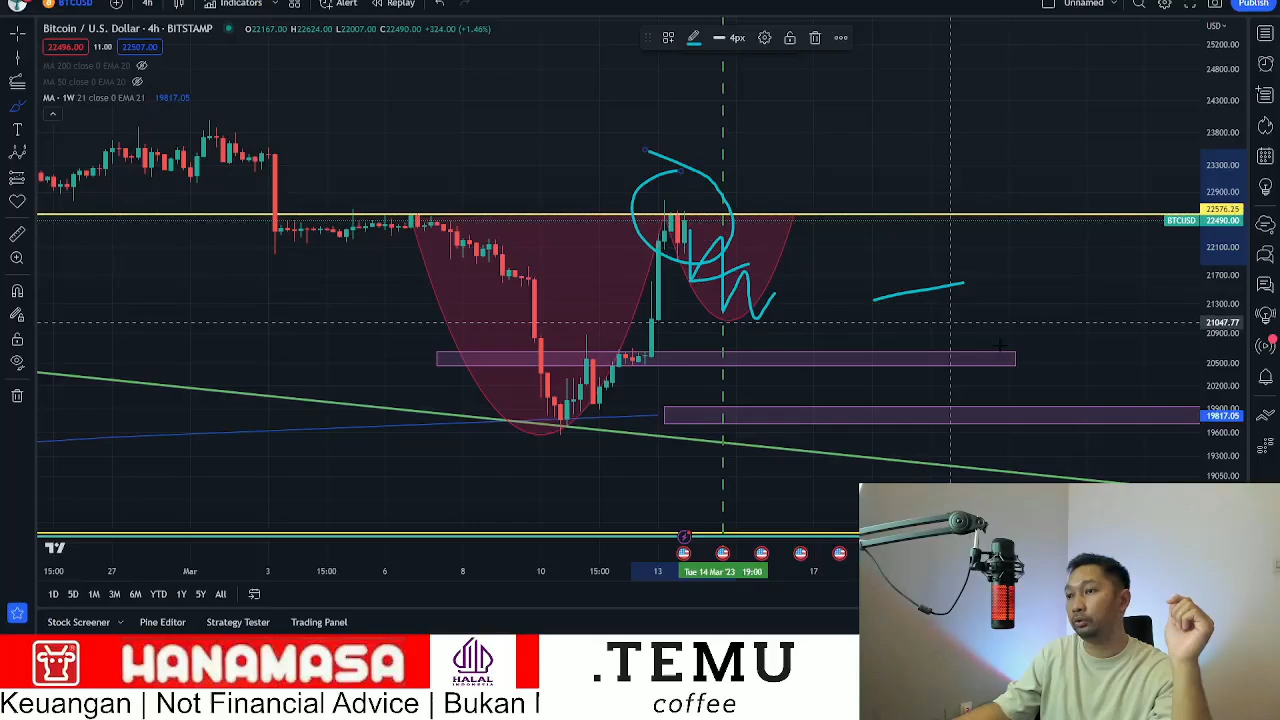 BTCUSD
4h
Indicators
Alert
Replay
Unnamed
Publish
Bitcoin / U.S. Dollar · 4h · BITSTAMP
O22167.00 H22624.00 L22007.00 C22490.00 +324.00 (+1.46%)
22496.00
11.00
22507.00
MA 200 close 0 EMA 20
MA 50 close 0 EMA 20
MA · 1W 21 close 0 EMA 21 19817.05
4px
USD
25200.00
24800.00
24300.00
23800.00
23300.00
22900.00
22576.25
BTCUSD 22490.00
22100.00
21700.00
21300.00
21047.77
20900.00
20500.00
20200.00
19900.00
19817.05
19600.00
19300.00
19050.00
15:00
27
Mar
3
15:00
6
8
10
15:00
13
Tue 14 Mar '23 19:00
17
1D 5D 1M 3M 6M YTD 1Y 5Y All
Stock Screener
Pine Editor
Strategy Tester
Trading Panel
HANAMASA
HALAL
INDONESIA
.TEMU
coffee
Keuangan | Not Financial Advice | Bukan